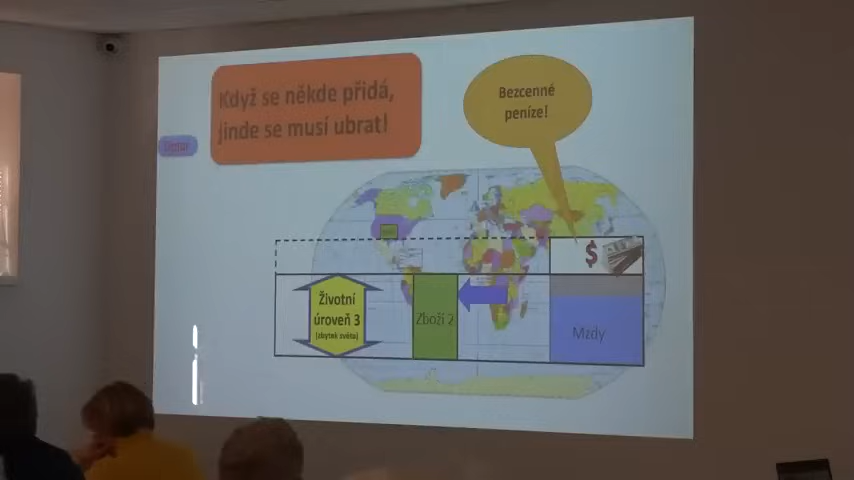 Když se někde přidá,
jinde se musí ubrat!
Bezcenné
peníze!
$
Životní
úroveň 3
(zbytek světa)
Zboží 2
Mzdy